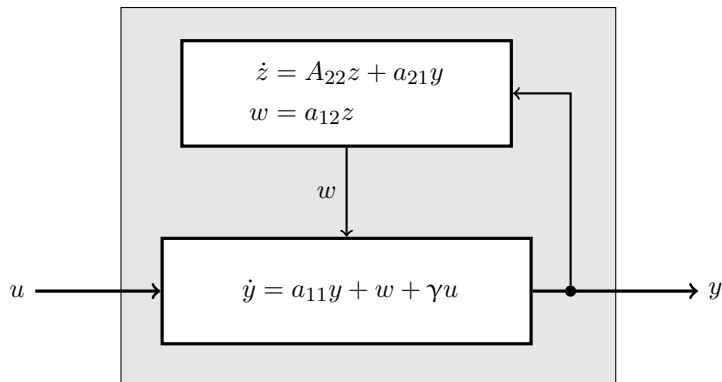 ż = A₂₂z + a₂₁y
w = a₁₂z
w
u
ẏ = a₁₁y + w + γu
y